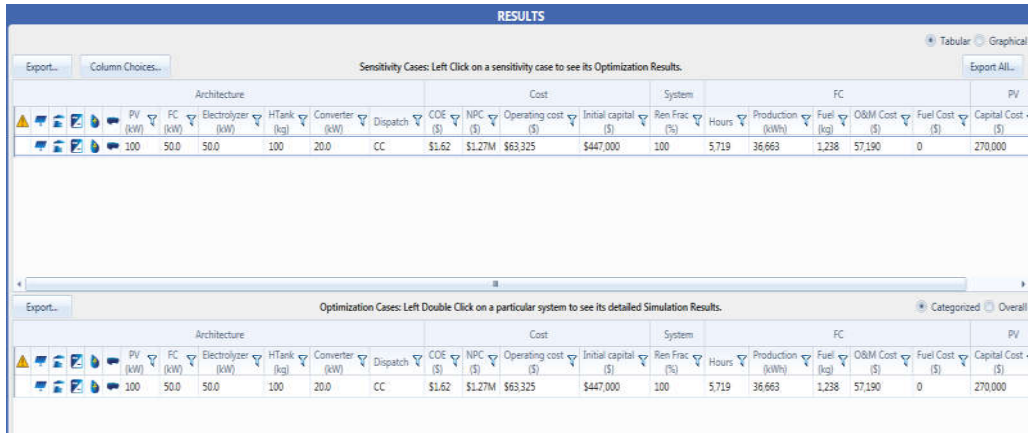 RESULTS
Tabular Graphical
Export... Column Choices... Sensitivity Cases: Left Click on a sensitivity case to see its Optimization Results. Export All...
Architecture Cost System FC PV
PV (kW) FC (kW) Electrolyzer (kW) HTank (kg) Converter (kW) Dispatch COE ($) NPC ($) Operating cost ($) Initial capital ($) Ren Frac (%) Hours Production (kWh) Fuel (kg) O&M Cost ($) Fuel Cost ($) Capital Cost ($)
100 50.0 50.0 100 20.0 CC $1.62 $1.27M $63,325 $447,000 100 5,719 36,663 1,238 57,190 0 270,000
Export... Optimization Cases: Left Double Click on a particular system to see its detailed Simulation Results. Categorized Overall
Architecture Cost System FC PV
PV (kW) FC (kW) Electrolyzer (kW) HTank (kg) Converter (kW) Dispatch COE ($) NPC ($) Operating cost ($) Initial capital ($) Ren Frac (%) Hours Production (kWh) Fuel (kg) O&M Cost ($) Fuel Cost ($) Capital Cost ($)
100 50.0 50.0 100 20.0 CC $1.62 $1.27M $63,325 $447,000 100 5,719 36,663 1,238 57,190 0 270,000